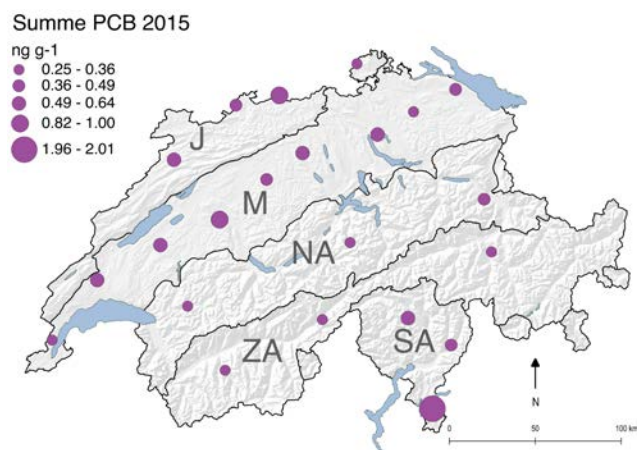 Summe PCB 2015
ng g-1
0.25 - 0.36
0.36 - 0.49
0.49 - 0.64
0.82 - 1.00
1.96 - 2.01
J
M
NA
ZA
SA
N
0
50
100 km